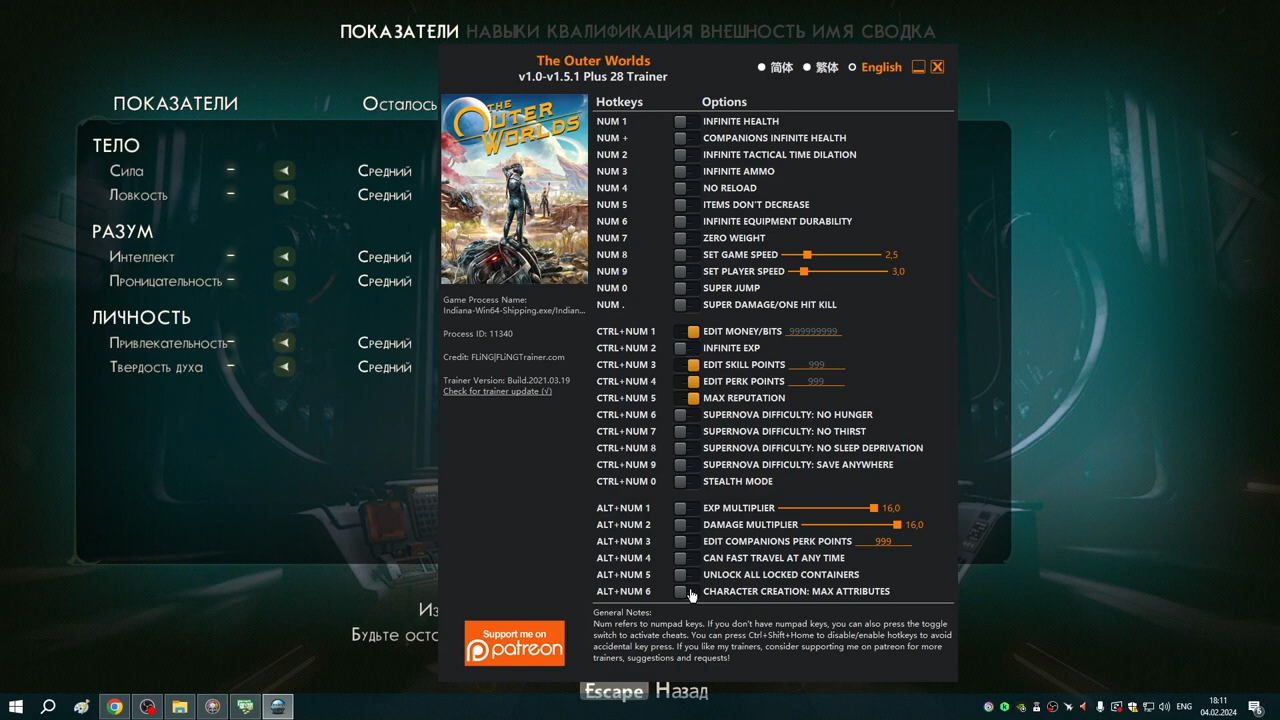 ПОКАЗАТЕЛИ НАВЫКИ КВАЛИФИКАЦИЯ ВНЕШНОСТЬ ИМЯ СВОДКА
ПОКАЗАТЕЛИ
Осталось
ТЕЛО
Сила – Средний
Ловкость – Средний
РАЗУМ
Интеллект – Средний
Проницательность – Средний
ЛИЧНОСТЬ
Привлекательность – Средний
Твердость духа – Средний
Из
Будьте осто
Escape Назад
The Outer Worlds
v1.0-v1.5.1 Plus 28 Trainer
简体 繁体 English
THE
OUTER
WORLDS
Game Process Name:
Indiana-Win64-Shipping.exe/Indian...
Process ID: 11340
Credit: FLiNG|FLiNGTrainer.com
Trainer Version: Build.2021.03.19
Check for trainer update (√)
Support me on
patreon
Hotkeys Options
NUM 1 INFINITE HEALTH
NUM + COMPANIONS INFINITE HEALTH
NUM 2 INFINITE TACTICAL TIME DILATION
NUM 3 INFINITE AMMO
NUM 4 NO RELOAD
NUM 5 ITEMS DON'T DECREASE
NUM 6 INFINITE EQUIPMENT DURABILITY
NUM 7 ZERO WEIGHT
NUM 8 SET GAME SPEED 2,5
NUM 9 SET PLAYER SPEED 3,0
NUM 0 SUPER JUMP
NUM . SUPER DAMAGE/ONE HIT KILL
CTRL+NUM 1 EDIT MONEY/BITS 999999999
CTRL+NUM 2 INFINITE EXP
CTRL+NUM 3 EDIT SKILL POINTS 999
CTRL+NUM 4 EDIT PERK POINTS 999
CTRL+NUM 5 MAX REPUTATION
CTRL+NUM 6 SUPERNOVA DIFFICULTY: NO HUNGER
CTRL+NUM 7 SUPERNOVA DIFFICULTY: NO THIRST
CTRL+NUM 8 SUPERNOVA DIFFICULTY: NO SLEEP DEPRIVATION
CTRL+NUM 9 SUPERNOVA DIFFICULTY: SAVE ANYWHERE
CTRL+NUM 0 STEALTH MODE
ALT+NUM 1 EXP MULTIPLIER 16,0
ALT+NUM 2 DAMAGE MULTIPLIER 16,0
ALT+NUM 3 EDIT COMPANIONS PERK POINTS 999
ALT+NUM 4 CAN FAST TRAVEL AT ANY TIME
ALT+NUM 5 UNLOCK ALL LOCKED CONTAINERS
ALT+NUM 6 CHARACTER CREATION: MAX ATTRIBUTES
General Notes:
Num refers to numpad keys. If you don't have numpad keys, you can also press the toggle
switch to activate cheats. You can press Ctrl+Shift+Home to disable/enable hotkeys to avoid
accidental key press. If you like my trainers, consider supporting me on patreon for more
trainers, suggestions and requests!
ENG
18:11
04.02.2024